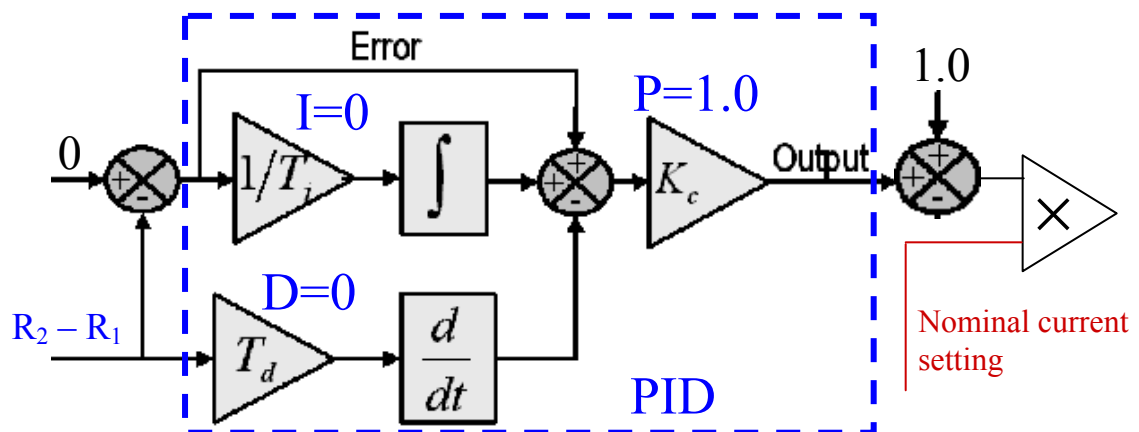 Error
1.0
P=1.0
I=0
0
+
-
1/T_i
∫
+
+
-
K_c
Output
+
+
-
×
D=0
R₂ – R₁
T_d
d
dt
Nominal current
setting
PID